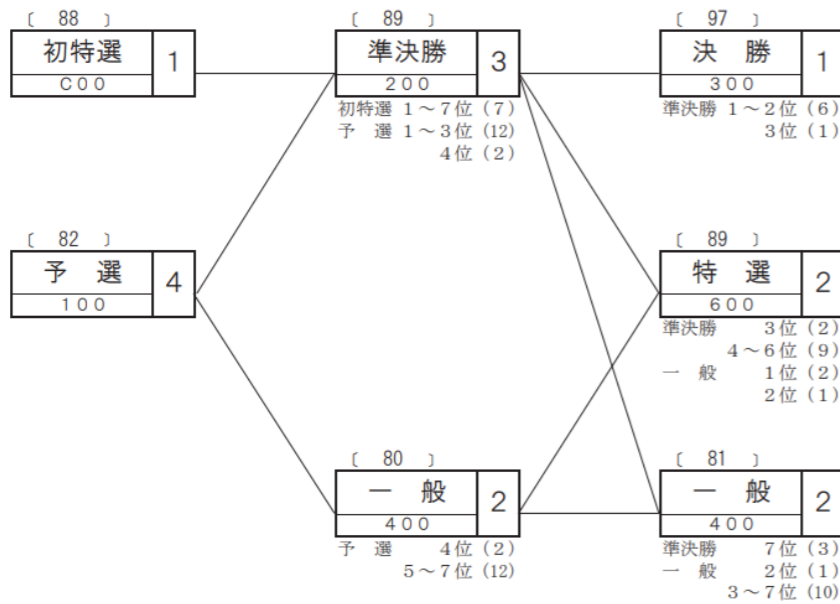 〔 88 〕
初特選 1
C00
〔 82 〕
予 選 4
100
〔 89 〕
準決勝 3
200
初特選 1～7位(7)
予 選 1～3位(12)
4位(2)
〔 80 〕
一 般 2
400
予 選 4位(2)
5～7位(12)
〔 97 〕
決 勝 1
300
準決勝 1～2位(6)
3位(1)
〔 89 〕
特 選 2
600
準決勝 3位(2)
4～6位(9)
一 般 1位(2)
2位(1)
〔 81 〕
一 般 2
400
準決勝 7位(3)
一 般 2位(1)
3～7位(10)